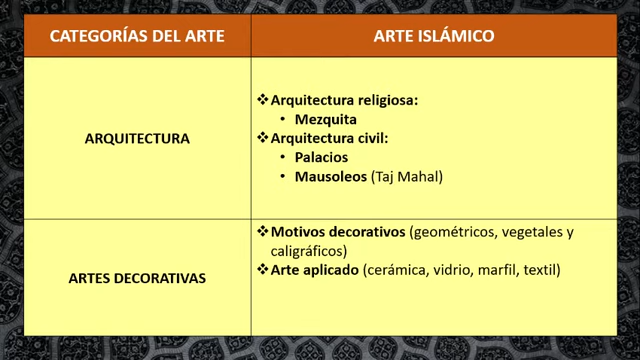 CATEGORÍAS DEL ARTE
ARTE ISLÁMICO
ARQUITECTURA
❖Arquitectura religiosa:
• Mezquita
❖Arquitectura civil:
• Palacios
• Mausoleos (Taj Mahal)
ARTES DECORATIVAS
❖Motivos decorativos (geométricos, vegetales y
caligráficos)
❖Arte aplicado (cerámica, vidrio, marfil, textil)